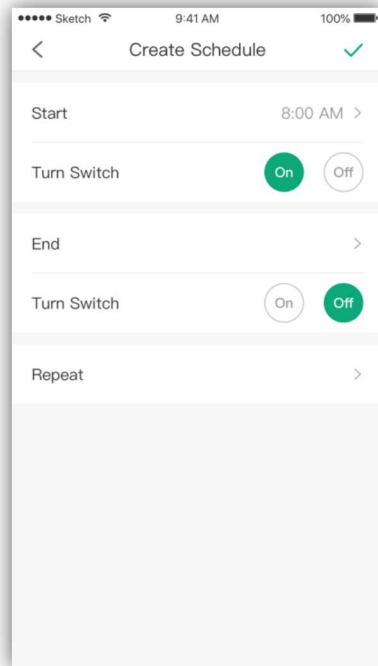 Sketch 9:41 AM 100%
Create Schedule
Start 8:00 AM
Turn Switch On Off
End
Turn Switch On Off
Repeat